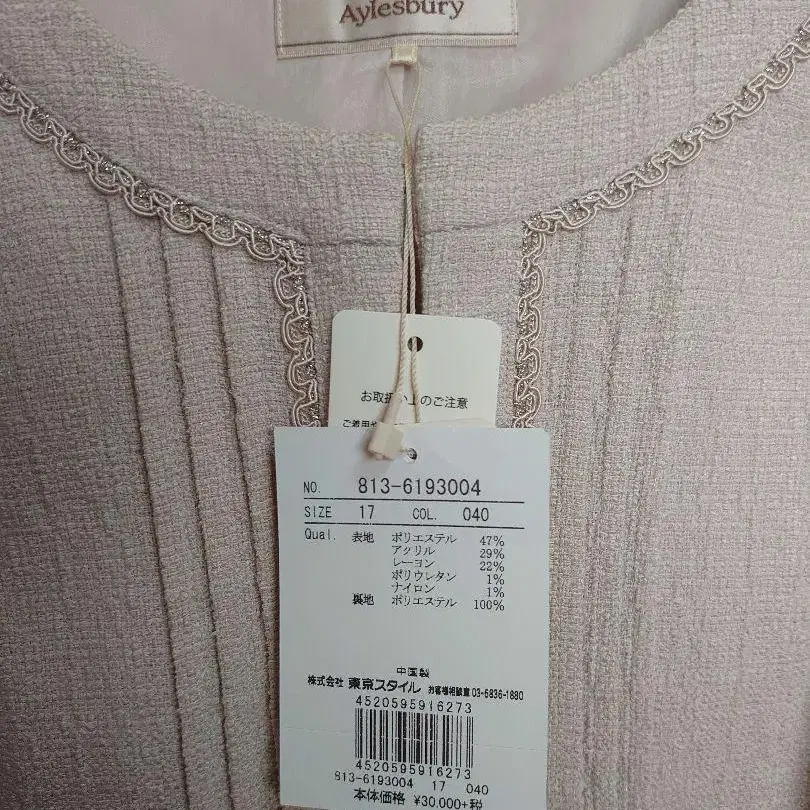 Aylesbury
お取扱い上のご注意
NO. 813-6193004
SIZE 17 COL. 040
Qual. 表地 ポリエステル 47%
アクリル 29%
レーヨン 22%
ポリウレタン 1%
ナイロン 1%
裏地 ポリエステル 100%
中国製
株式会社 東京スタイル お客様相談室 03-6836-1880
4520595916273
4520595916273
813-6193004 17 040
本体価格 ¥30,000+税